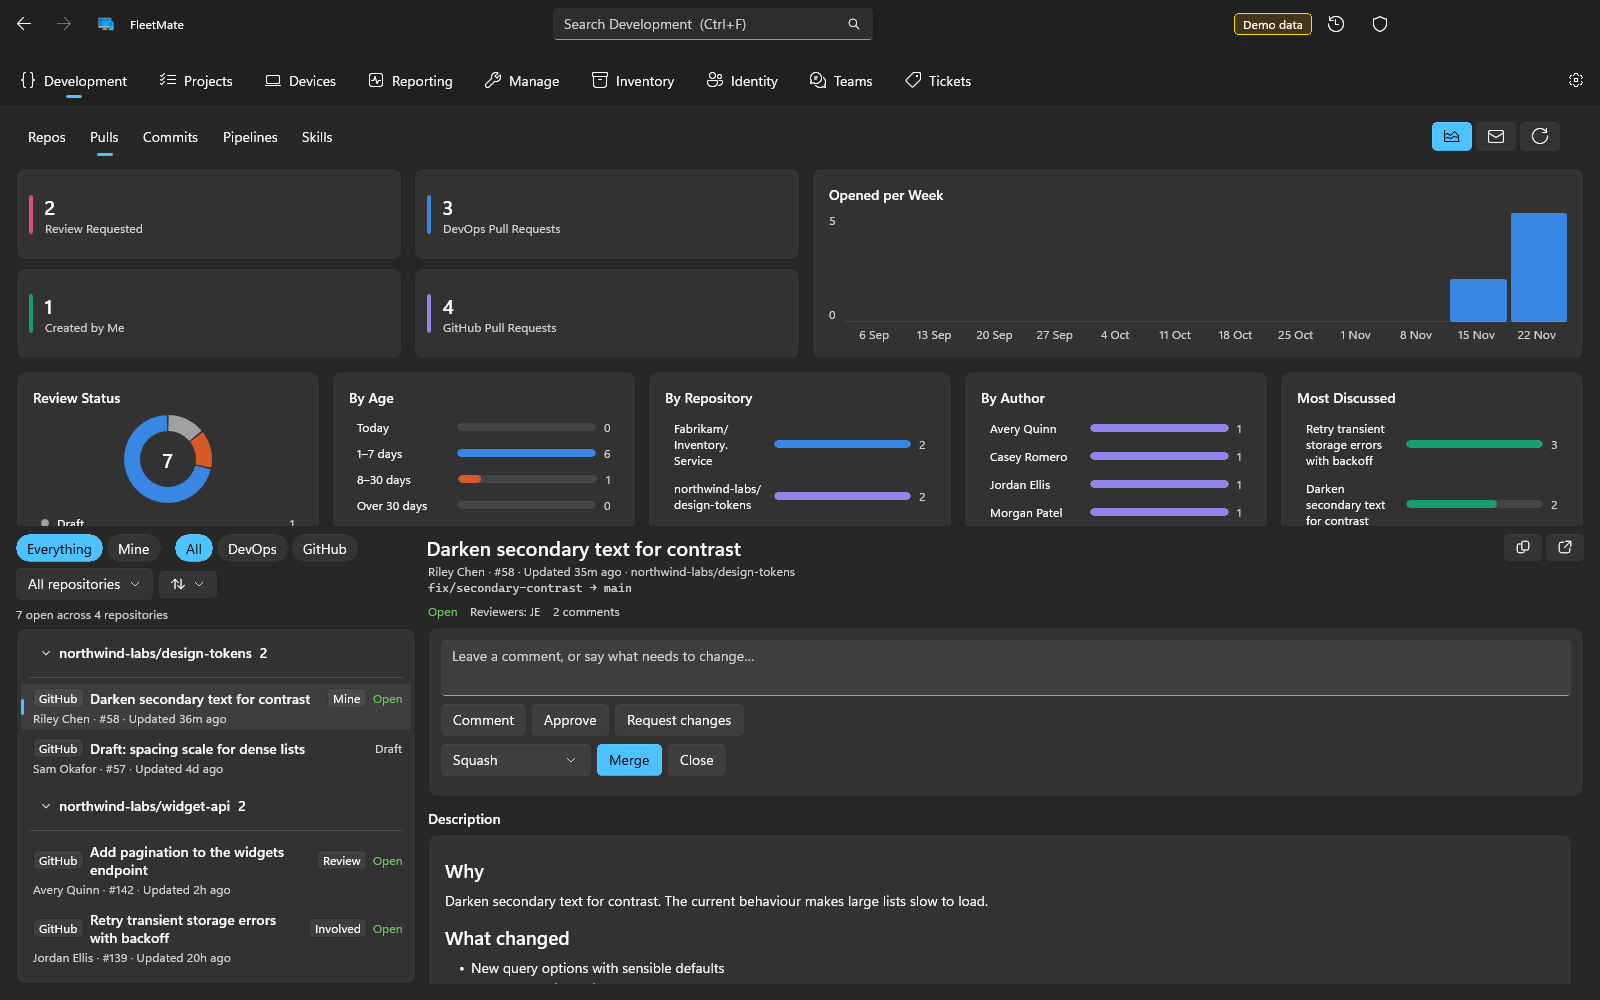 FleetMate
Search Development (Ctrl+F)
Demo data
Development
Projects
Devices
Reporting
Manage
Inventory
Identity
Teams
Tickets
Repos
Pulls
Commits
Pipelines
Skills
2
Review Requested
3
DevOps Pull Requests
1
Created by Me
4
GitHub Pull Requests
Opened per Week
5
0
6 Sep
13 Sep
20 Sep
27 Sep
4 Oct
11 Oct
18 Oct
25 Oct
1 Nov
8 Nov
15 Nov
22 Nov
Review Status
7
Draft 1
By Age
Today 0
1–7 days 6
8–30 days 1
Over 30 days 0
By Repository
Fabrikam/
Inventory.
Service
2
northwind-labs/
design-tokens
2
By Author
Avery Quinn 1
Casey Romero 1
Jordan Ellis 1
Morgan Patel 1
Most Discussed
Retry transient
storage errors
with backoff
3
Darken
secondary text
for contrast
2
Everything
Mine
All
DevOps
GitHub
All repositories
7 open across 4 repositories
northwind-labs/design-tokens 2
GitHub Darken secondary text for contrast Mine Open
Riley Chen · #58 · Updated 36m ago
GitHub Draft: spacing scale for dense lists Draft
Sam Okafor · #57 · Updated 4d ago
northwind-labs/widget-api 2
GitHub Add pagination to the widgets
endpoint
Review Open
Avery Quinn · #142 · Updated 2h ago
GitHub Retry transient storage errors
with backoff
Involved Open
Jordan Ellis · #139 · Updated 20h ago
Darken secondary text for contrast
Riley Chen · #58 · Updated 35m ago · northwind-labs/design-tokens
fix/secondary-contrast → main
Open Reviewers: JE 2 comments
Leave a comment, or say what needs to change...
Comment
Approve
Request changes
Squash
Merge
Close
Description
Why
Darken secondary text for contrast. The current behaviour makes large lists slow to load.
What changed
• New query options with sensible defaults